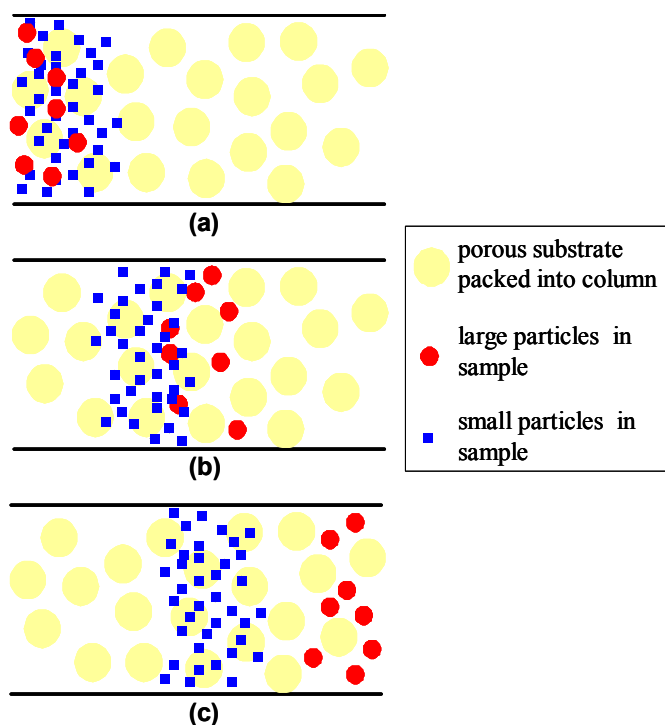 (a)
porous substrate
packed into column
large particles in
sample
small particles in
sample
(b)
(c)